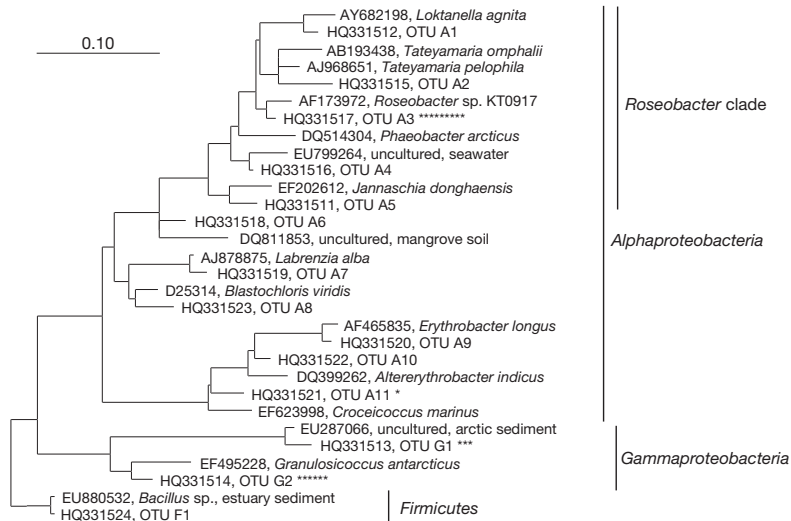 0.10
AY682198, Loktanella agnita
HQ331512, OTU A1
AB193438, Tateyamaria omphalii
AJ968651, Tateyamaria pelophila
HQ331515, OTU A2
AF173972, Roseobacter sp. KT0917
HQ331517, OTU A3 *********
DQ514304, Phaeobacter arcticus
EU799264, uncultured, seawater
HQ331516, OTU A4
EF202612, Jannaschia donghaensis
HQ331511, OTU A5
HQ331518, OTU A6
DQ811853, uncultured, mangrove soil
AJ878875, Labrenzia alba
HQ331519, OTU A7
D25314, Blastochloris viridis
HQ331523, OTU A8
AF465835, Erythrobacter longus
HQ331520, OTU A9
HQ331522, OTU A10
DQ399262, Altererythrobacter indicus
HQ331521, OTU A11 *
EF623998, Croceicoccus marinus
EU287066, uncultured, arctic sediment
HQ331513, OTU G1 ***
EF495228, Granulosicoccus antarcticus
HQ331514, OTU G2 ******
EU880532, Bacillus sp., estuary sediment
HQ331524, OTU F1
Roseobacter clade
Alphaproteobacteria
Gammaproteobacteria
Firmicutes